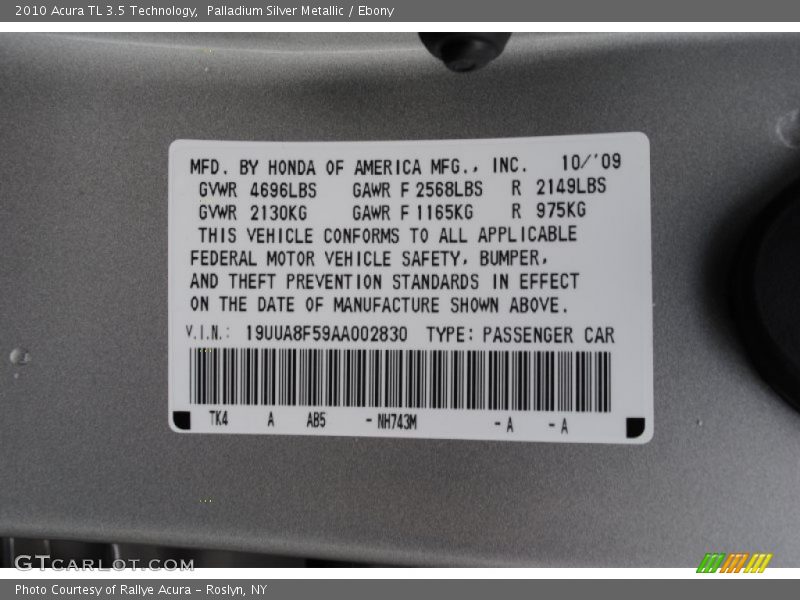 2010 Acura TL 3.5 Technology,  Palladium Silver Metallic / Ebony
MFD. BY HONDA OF AMERICA MFG., INC.   10/'09
GVWR 4696LBS   GAWR F 2568LBS   R 2149LBS
GVWR 2130KG   GAWR F 1165KG   R 975KG
THIS VEHICLE CONFORMS TO ALL APPLICABLE
FEDERAL MOTOR VEHICLE SAFETY, BUMPER,
AND THEFT PREVENTION STANDARDS IN EFFECT
ON THE DATE OF MANUFACTURE SHOWN ABOVE.
V.I.N.: 19UUA8F59AA002830  TYPE: PASSENGER CAR
TK4   A   AB5   - NH743M   - A   - A
GTCARLOT.COM
Photo Courtesy of Rallye Acura – Roslyn, NY